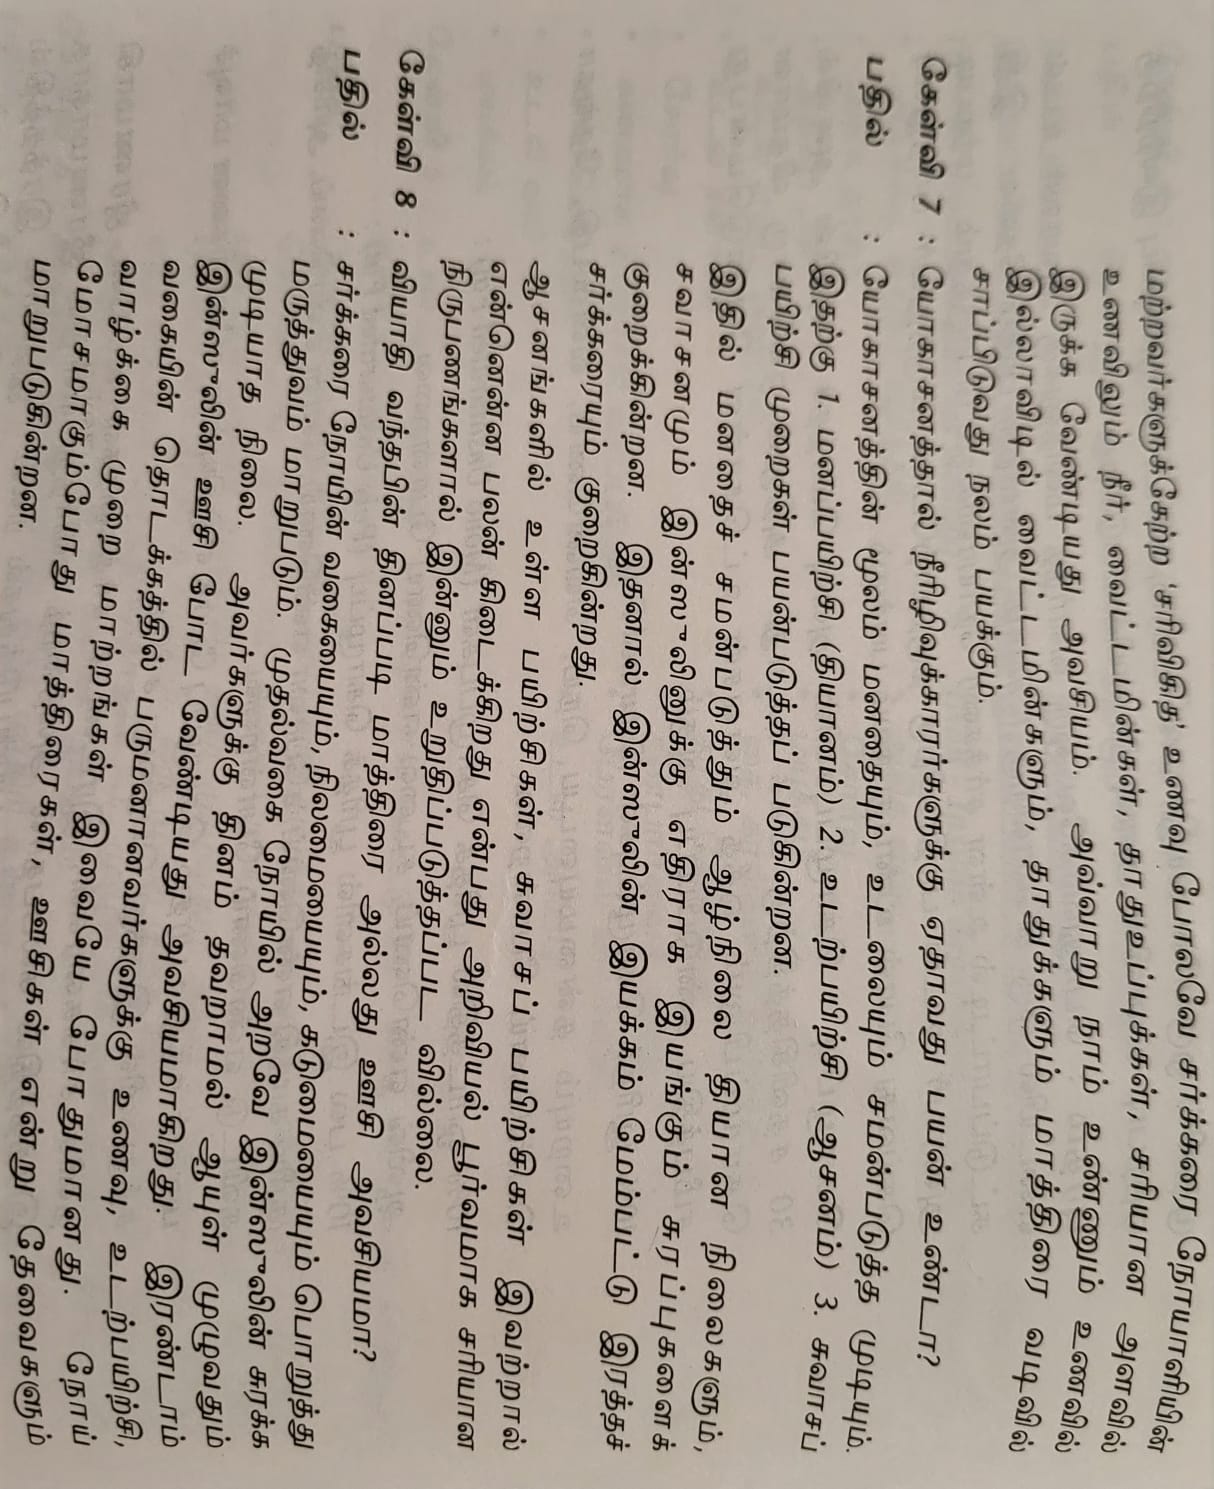 மற்றவர்களுக்கேற்ற 'சரிவிகித' உணவு போலவே சர்க்கரை நோயாளியின்
உணவிலும் நீர், வைட்டமின்கள், தாதுஉப்புக்கள், சரியான அளவில்
இருக்க வேண்டியது அவசியம். அவ்வாறு நாம் உண்ணும் உணவில்
இல்லாவிடில் வைட்டமின்களும், தாதுக்களும் மாத்திரை வடிவில்
சாப்பிடுவது நலம் பயக்கும்.
கேள்வி 7 : யோகாசனத்தால் நீரிழிவுக்காரர்களுக்கு ஏதாவது பயன் உண்டா?
பதில் : யோகாசனத்தின் மூலம் மனதையும், உடலையும் சமன்படுத்த முடியும்.
இதற்கு 1. மனப்பயிற்சி (தியானம்) 2. உடற்பயிற்சி (ஆசனம்) 3. சுவாசப்
பயிற்சி முறைகள் பயன்படுத்தப் படுகின்றன.
இதில் மனதைச் சமன்படுத்தும் ஆழ்நிலை தியான நிலைகளும்,
சவாசனமும் இன்ஸுலினுக்கு எதிராக இயங்கும் சுரப்புகளைக்
குறைக்கின்றன. இதனால் இன்ஸுலின் இயக்கம் மேம்பட்டு இரத்தச்
சர்க்கரையும் குறைகின்றது.
ஆசனங்களில் உள்ள பயிற்சிகள், சுவாசப் பயிற்சிகள் இவற்றால்
என்னென்ன பலன் கிடைக்கிறது என்பது அறிவியல் பூர்வமாக சரியான
நிருபணங்களால் இன்னும் உறுதிப்படுத்தப்பட வில்லை.
கேள்வி 8 : வியாதி வந்தபின் தினப்படி மாத்திரை அல்லது ஊசி அவசியமா?
பதில் : சர்க்கரை நோயின் வகையையும், நிலமையையும், கடுமையையும் பொறுத்து
மருத்துவம் மாறுபடும். முதல்வகை நோயில் அறவே இன்ஸுலின் சுரக்க
முடியாத நிலை. அவர்களுக்கு தினம் தவறாமல் ஆயுள் முழுவதும்
இன்ஸுலின் ஊசி போட வேண்டியது அவசியமாகிறது. இரண்டாம்
வகையின் தொடக்கத்தில் பருமனானவர்களுக்கு உணவு, உடற்பயிற்சி,
வாழ்க்கை முறை மாற்றங்கள் இவையே போதுமானது. நோய்
மோசமாகும்போது மாத்திரைகள், ஊசிகள் என்று தேவைகளும்
மாறுபடுகின்றன.